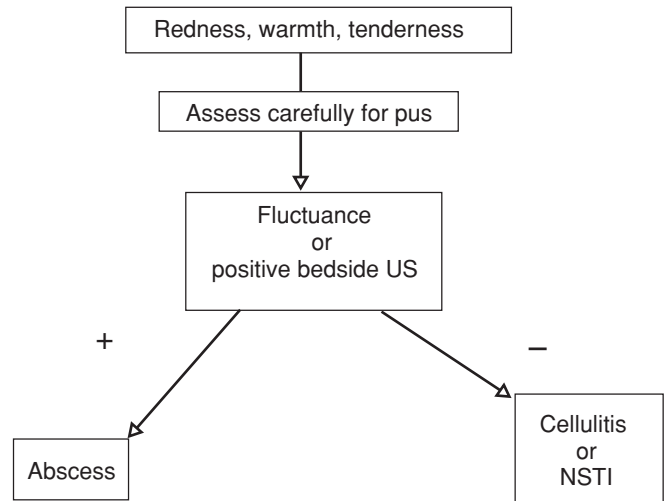 Redness, warmth, tenderness
Assess carefully for pus
Fluctuance
or
positive bedside US
+
–
Abscess
Cellulitis
or
NSTI